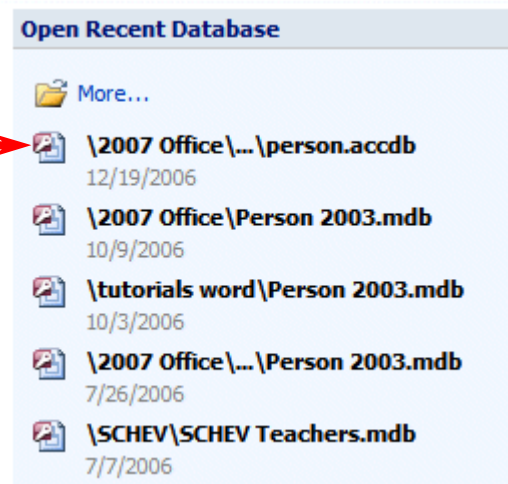 Open Recent Database
More...
\2007 Office\...\person.accdb
12/19/2006
\2007 Office\Person 2003.mdb
10/9/2006
\tutorials word\Person 2003.mdb
10/3/2006
\2007 Office\...\Person 2003.mdb
7/26/2006
\SCHEV\SCHEV Teachers.mdb
7/7/2006